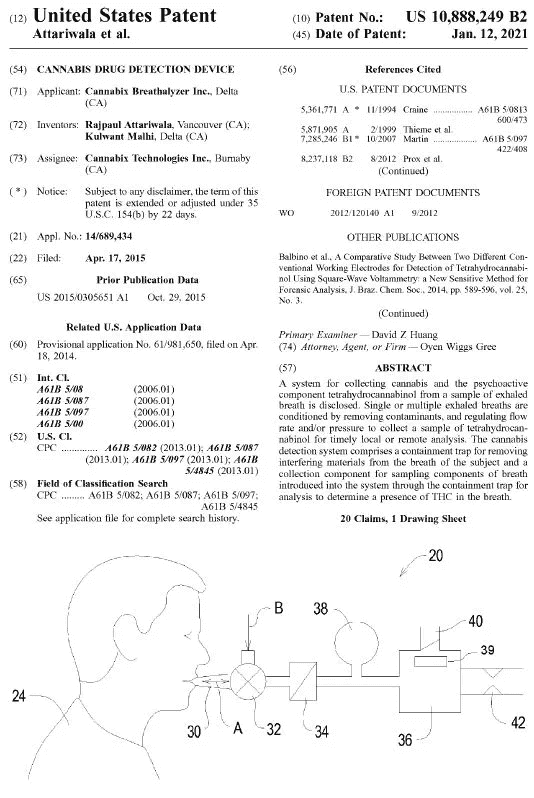 (12) United States Patent
Attariwala et al.
(10) Patent No.: US 10,888,249 B2
(45) Date of Patent: Jan. 12, 2021
(54) CANNABIS DRUG DETECTION DEVICE
(71) Applicant: Cannabix Breathalyzer Inc., Delta
(CA)
(72) Inventors: Rajpaul Attariwala, Vancouver (CA);
Kulwant Malhi, Delta (CA)
(73) Assignee: Cannabix Technologies Inc., Burnaby
(CA)
( * ) Notice: Subject to any disclaimer, the term of this
patent is extended or adjusted under 35
U.S.C. 154(b) by 22 days.
(21) Appl. No.: 14/689,434
(22) Filed: Apr. 17, 2015
(65) Prior Publication Data
US 2015/0305651 A1 Oct. 29, 2015
Related U.S. Application Data
(60) Provisional application No. 61/981,650, filed on Apr.
18, 2014.
(51) Int. Cl.
A61B 5/08 (2006.01)
A61B 5/087 (2006.01)
A61B 5/097 (2006.01)
A61B 5/00 (2006.01)
(52) U.S. Cl.
CPC .............. A61B 5/082 (2013.01); A61B 5/087
(2013.01); A61B 5/097 (2013.01); A61B
5/4845 (2013.01)
(58) Field of Classification Search
CPC ......... A61B 5/082; A61B 5/087; A61B 5/097;
A61B 5/4845
See application file for complete search history.
(56) References Cited
U.S. PATENT DOCUMENTS
5,361,771 A * 11/1994 Craine ................. A61B 5/0813
600/473
5,871,905 A 2/1999 Thieme et al.
7,285,246 B1 * 10/2007 Martin .................. A61B 5/097
422/408
8,237,118 B2 8/2012 Prox et al.
(Continued)
FOREIGN PATENT DOCUMENTS
WO 2012/120140 A1 9/2012
OTHER PUBLICATIONS
Balbino et al., A Comparative Study Between Two Different Con-
ventional Working Electrodes for Detection of Tetrahydrocannabi-
nol Using Square-Wave Voltammetry: a New Sensitive Method for
Forensic Analysis, J. Braz. Chem. Soc., 2014, pp. 589-596, vol. 25,
No. 3.
(Continued)
Primary Examiner — David Z Huang
(74) Attorney, Agent, or Firm — Oyen Wiggs Green
(57) ABSTRACT
A system for collecting cannabis and the psychoactive
component tetrahydrocannabinol from a sample of exhaled
breath is disclosed. Single or multiple exhaled breaths are
conditioned by removing contaminants, and regulating flow
rate and/or pressure to collect a sample of tetrahydrocan-
nabinol for timely local or remote analysis. The cannabis
detection system comprises a containment trap for removing
interfering materials from the breath of the subject and a
collection component for sampling components of breath
introduced into the system through the containment trap for
analysis to determine a presence of THC in the breath.
20 Claims, 1 Drawing Sheet
20
B
38
40
39
24
30
A
32
34
36
42